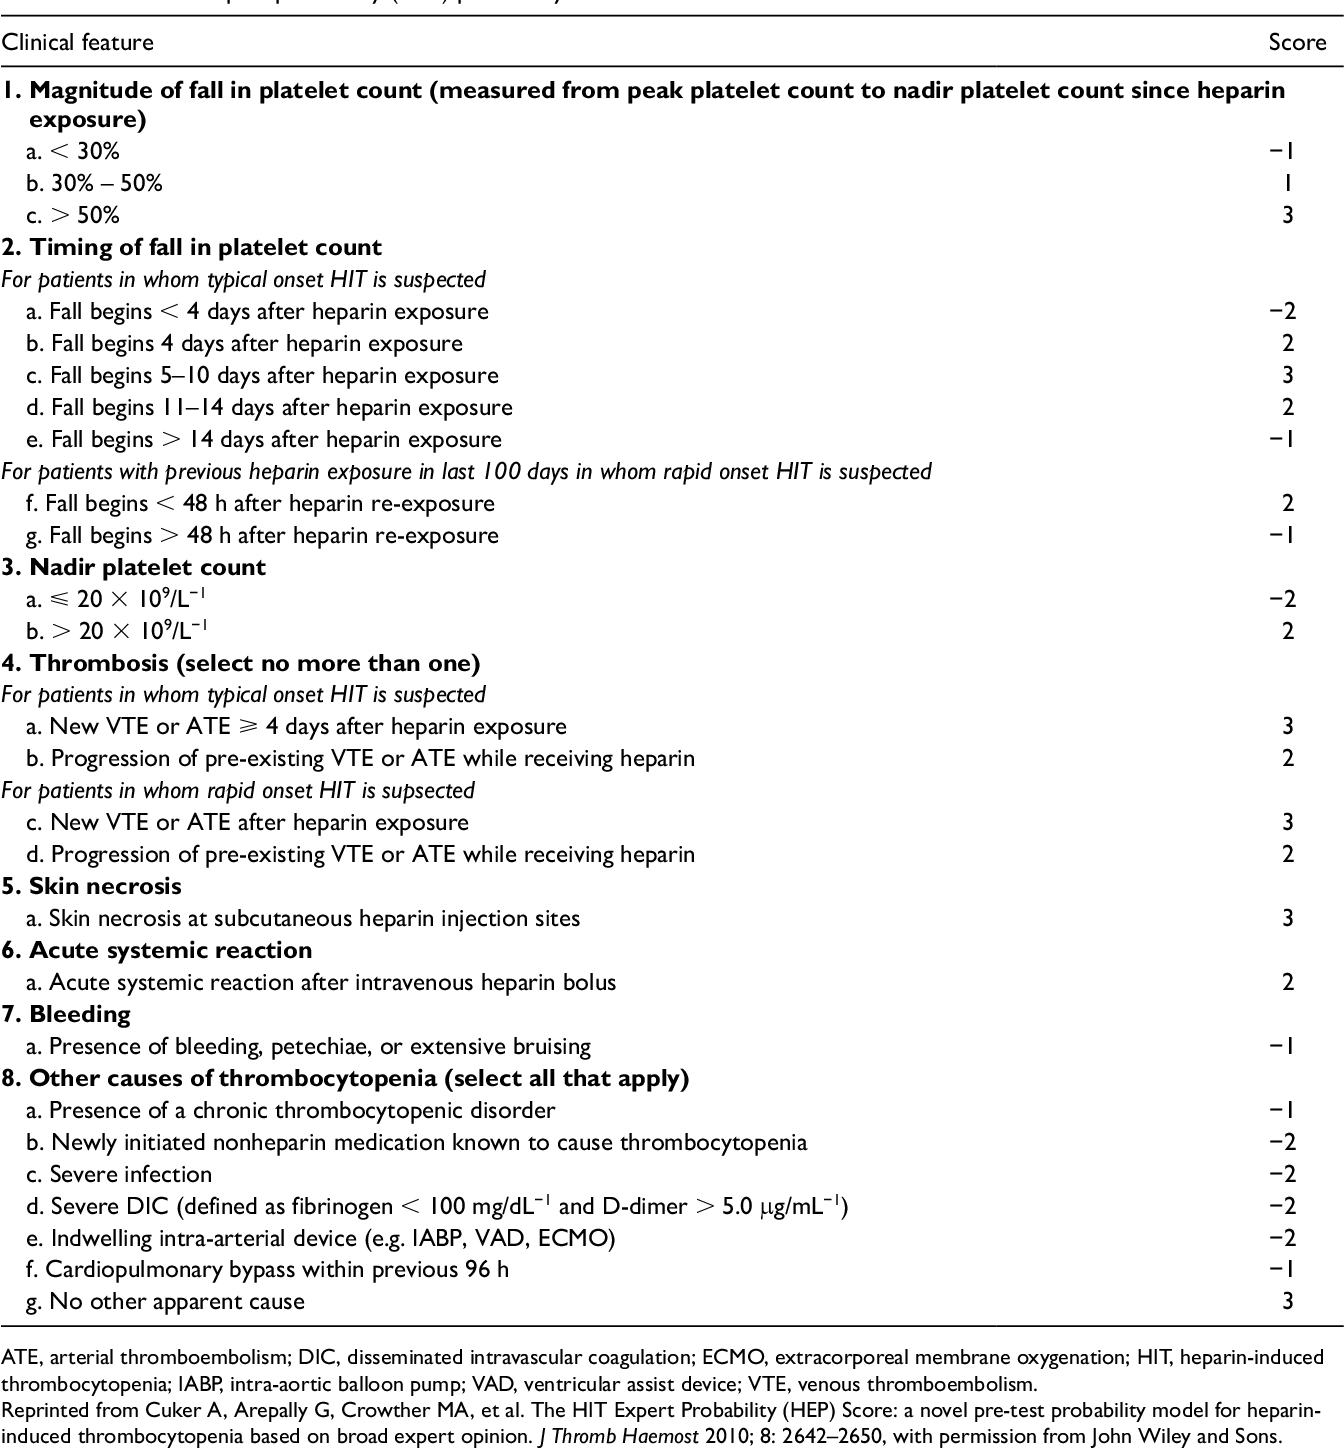 Clinical feature Score
1. Magnitude of fall in platelet count (measured from peak platelet count to nadir platelet count since heparin
exposure)
a. < 30% −1
b. 30% – 50% 1
c. > 50% 3
2. Timing of fall in platelet count
For patients in whom typical onset HIT is suspected
a. Fall begins < 4 days after heparin exposure −2
b. Fall begins 4 days after heparin exposure 2
c. Fall begins 5–10 days after heparin exposure 3
d. Fall begins 11–14 days after heparin exposure 2
e. Fall begins > 14 days after heparin exposure −1
For patients with previous heparin exposure in last 100 days in whom rapid onset HIT is suspected
f. Fall begins < 48 h after heparin re-exposure 2
g. Fall begins > 48 h after heparin re-exposure −1
3. Nadir platelet count
a. ⩽ 20 × 10⁹/L⁻¹ −2
b. > 20 × 10⁹/L⁻¹ 2
4. Thrombosis (select no more than one)
For patients in whom typical onset HIT is suspected
a. New VTE or ATE ⩾ 4 days after heparin exposure 3
b. Progression of pre-existing VTE or ATE while receiving heparin 2
For patients in whom rapid onset HIT is supsected
c. New VTE or ATE after heparin exposure 3
d. Progression of pre-existing VTE or ATE while receiving heparin 2
5. Skin necrosis
a. Skin necrosis at subcutaneous heparin injection sites 3
6. Acute systemic reaction
a. Acute systemic reaction after intravenous heparin bolus 2
7. Bleeding
a. Presence of bleeding, petechiae, or extensive bruising −1
8. Other causes of thrombocytopenia (select all that apply)
a. Presence of a chronic thrombocytopenic disorder −1
b. Newly initiated nonheparin medication known to cause thrombocytopenia −2
c. Severe infection −2
d. Severe DIC (defined as fibrinogen < 100 mg/dL⁻¹ and D-dimer > 5.0 μg/mL⁻¹) −2
e. Indwelling intra-arterial device (e.g. IABP, VAD, ECMO) −2
f. Cardiopulmonary bypass within previous 96 h −1
g. No other apparent cause 3
ATE, arterial thromboembolism; DIC, disseminated intravascular coagulation; ECMO, extracorporeal membrane oxygenation; HIT, heparin-induced
thrombocytopenia; IABP, intra-aortic balloon pump; VAD, ventricular assist device; VTE, venous thromboembolism.
Reprinted from Cuker A, Arepally G, Crowther MA, et al. The HIT Expert Probability (HEP) Score: a novel pre-test probability model for heparin-
induced thrombocytopenia based on broad expert opinion. J Thromb Haemost 2010; 8: 2642–2650, with permission from John Wiley and Sons.